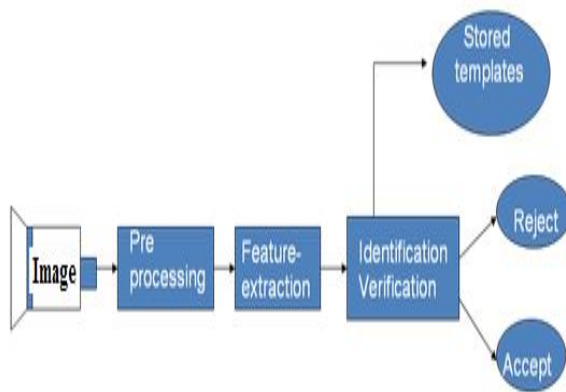 Stored
templates
Image
Pre
processing
Feature-
extraction
Identification
Verification
Reject
Accept